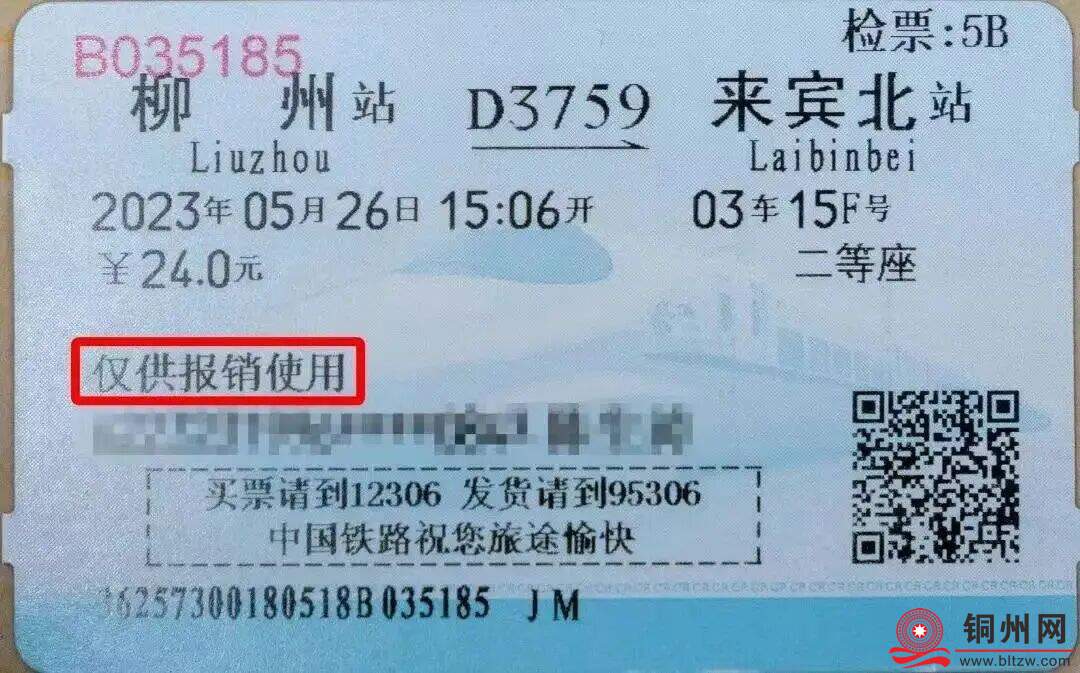 检票:5B
B035185
柳 州站 D3759 来宾北站
Liuzhou Laibinbei
2023年05月26日 15:06开 03车15F号
¥24.0元 二等座
仅供报销使用
买票请到12306 发货请到95306
中国铁路祝您旅途愉快
36257300180518B035185 JM
铜州网
www.bltzw.com